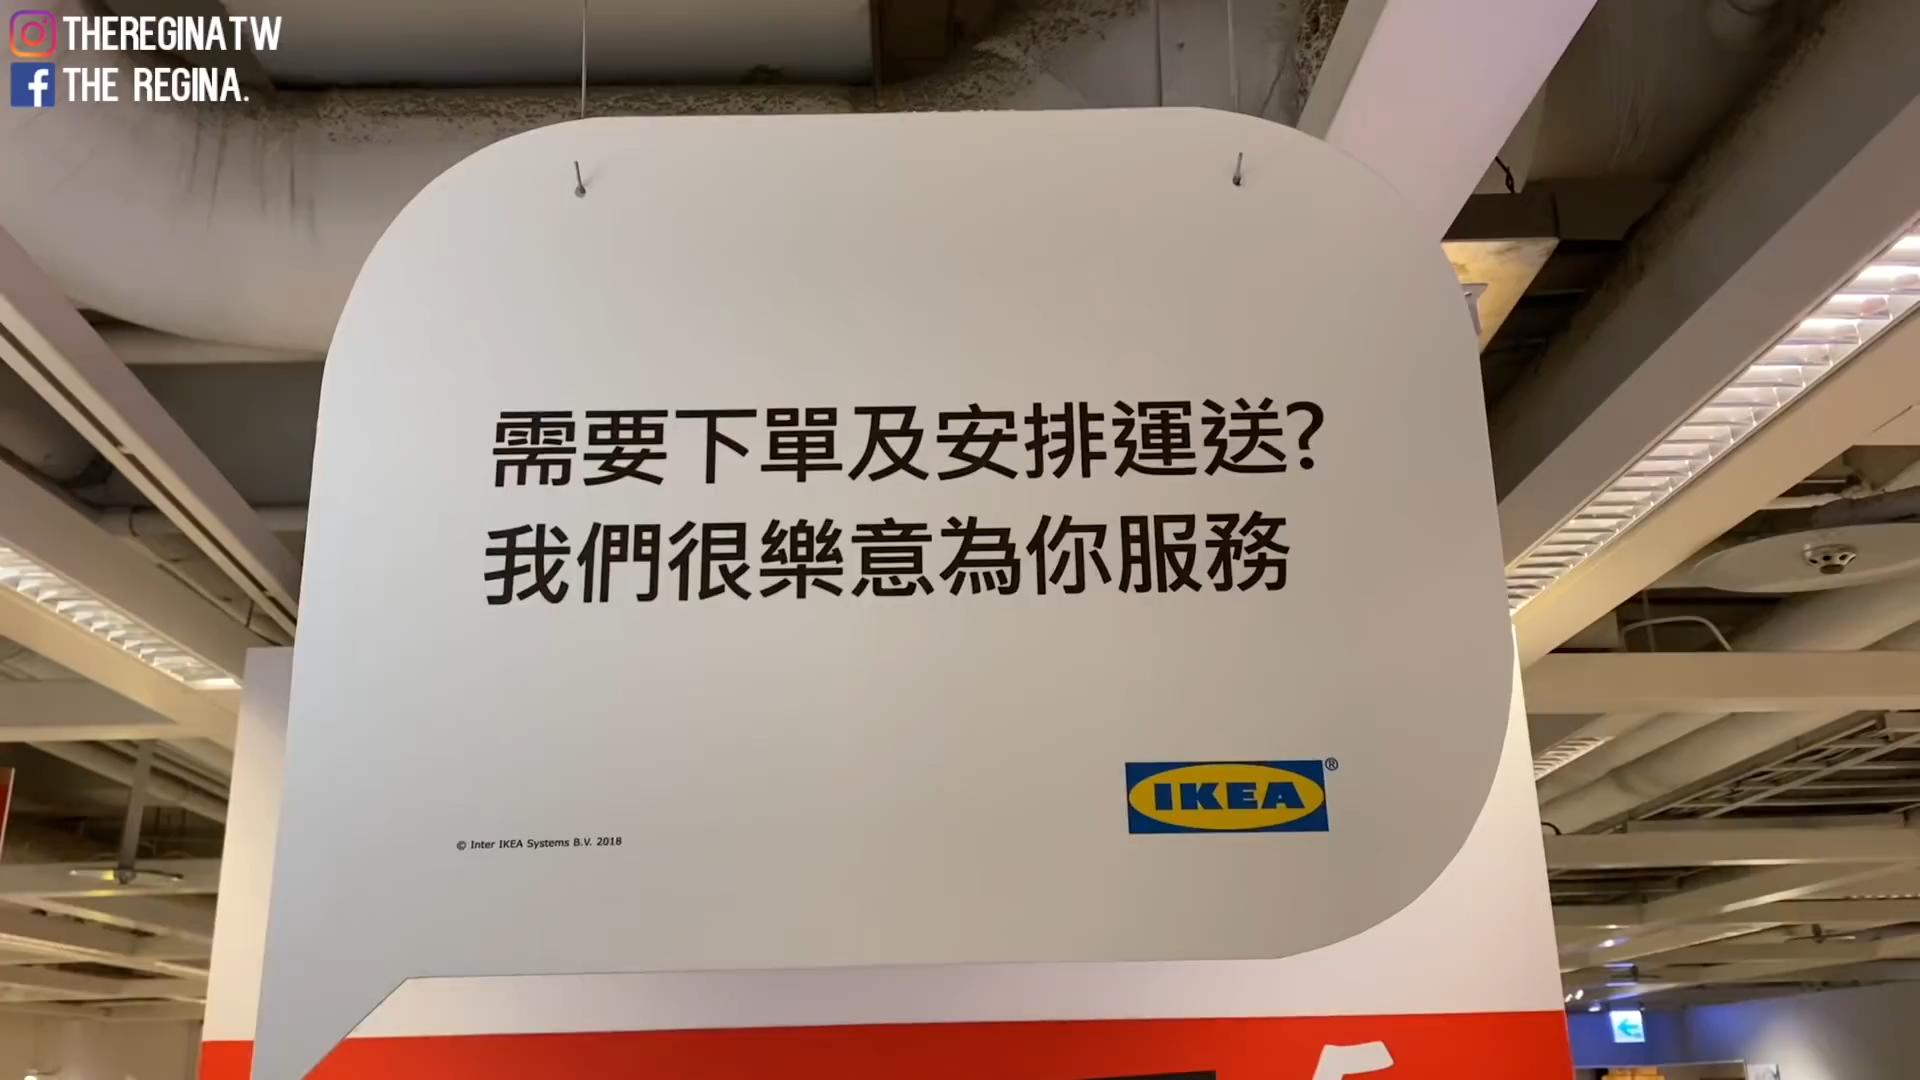 THEREGINATW
THE REGINA.
需要下單及安排運送?
我們很樂意為你服務
IKEA®
© Inter IKEA Systems B.V. 2018